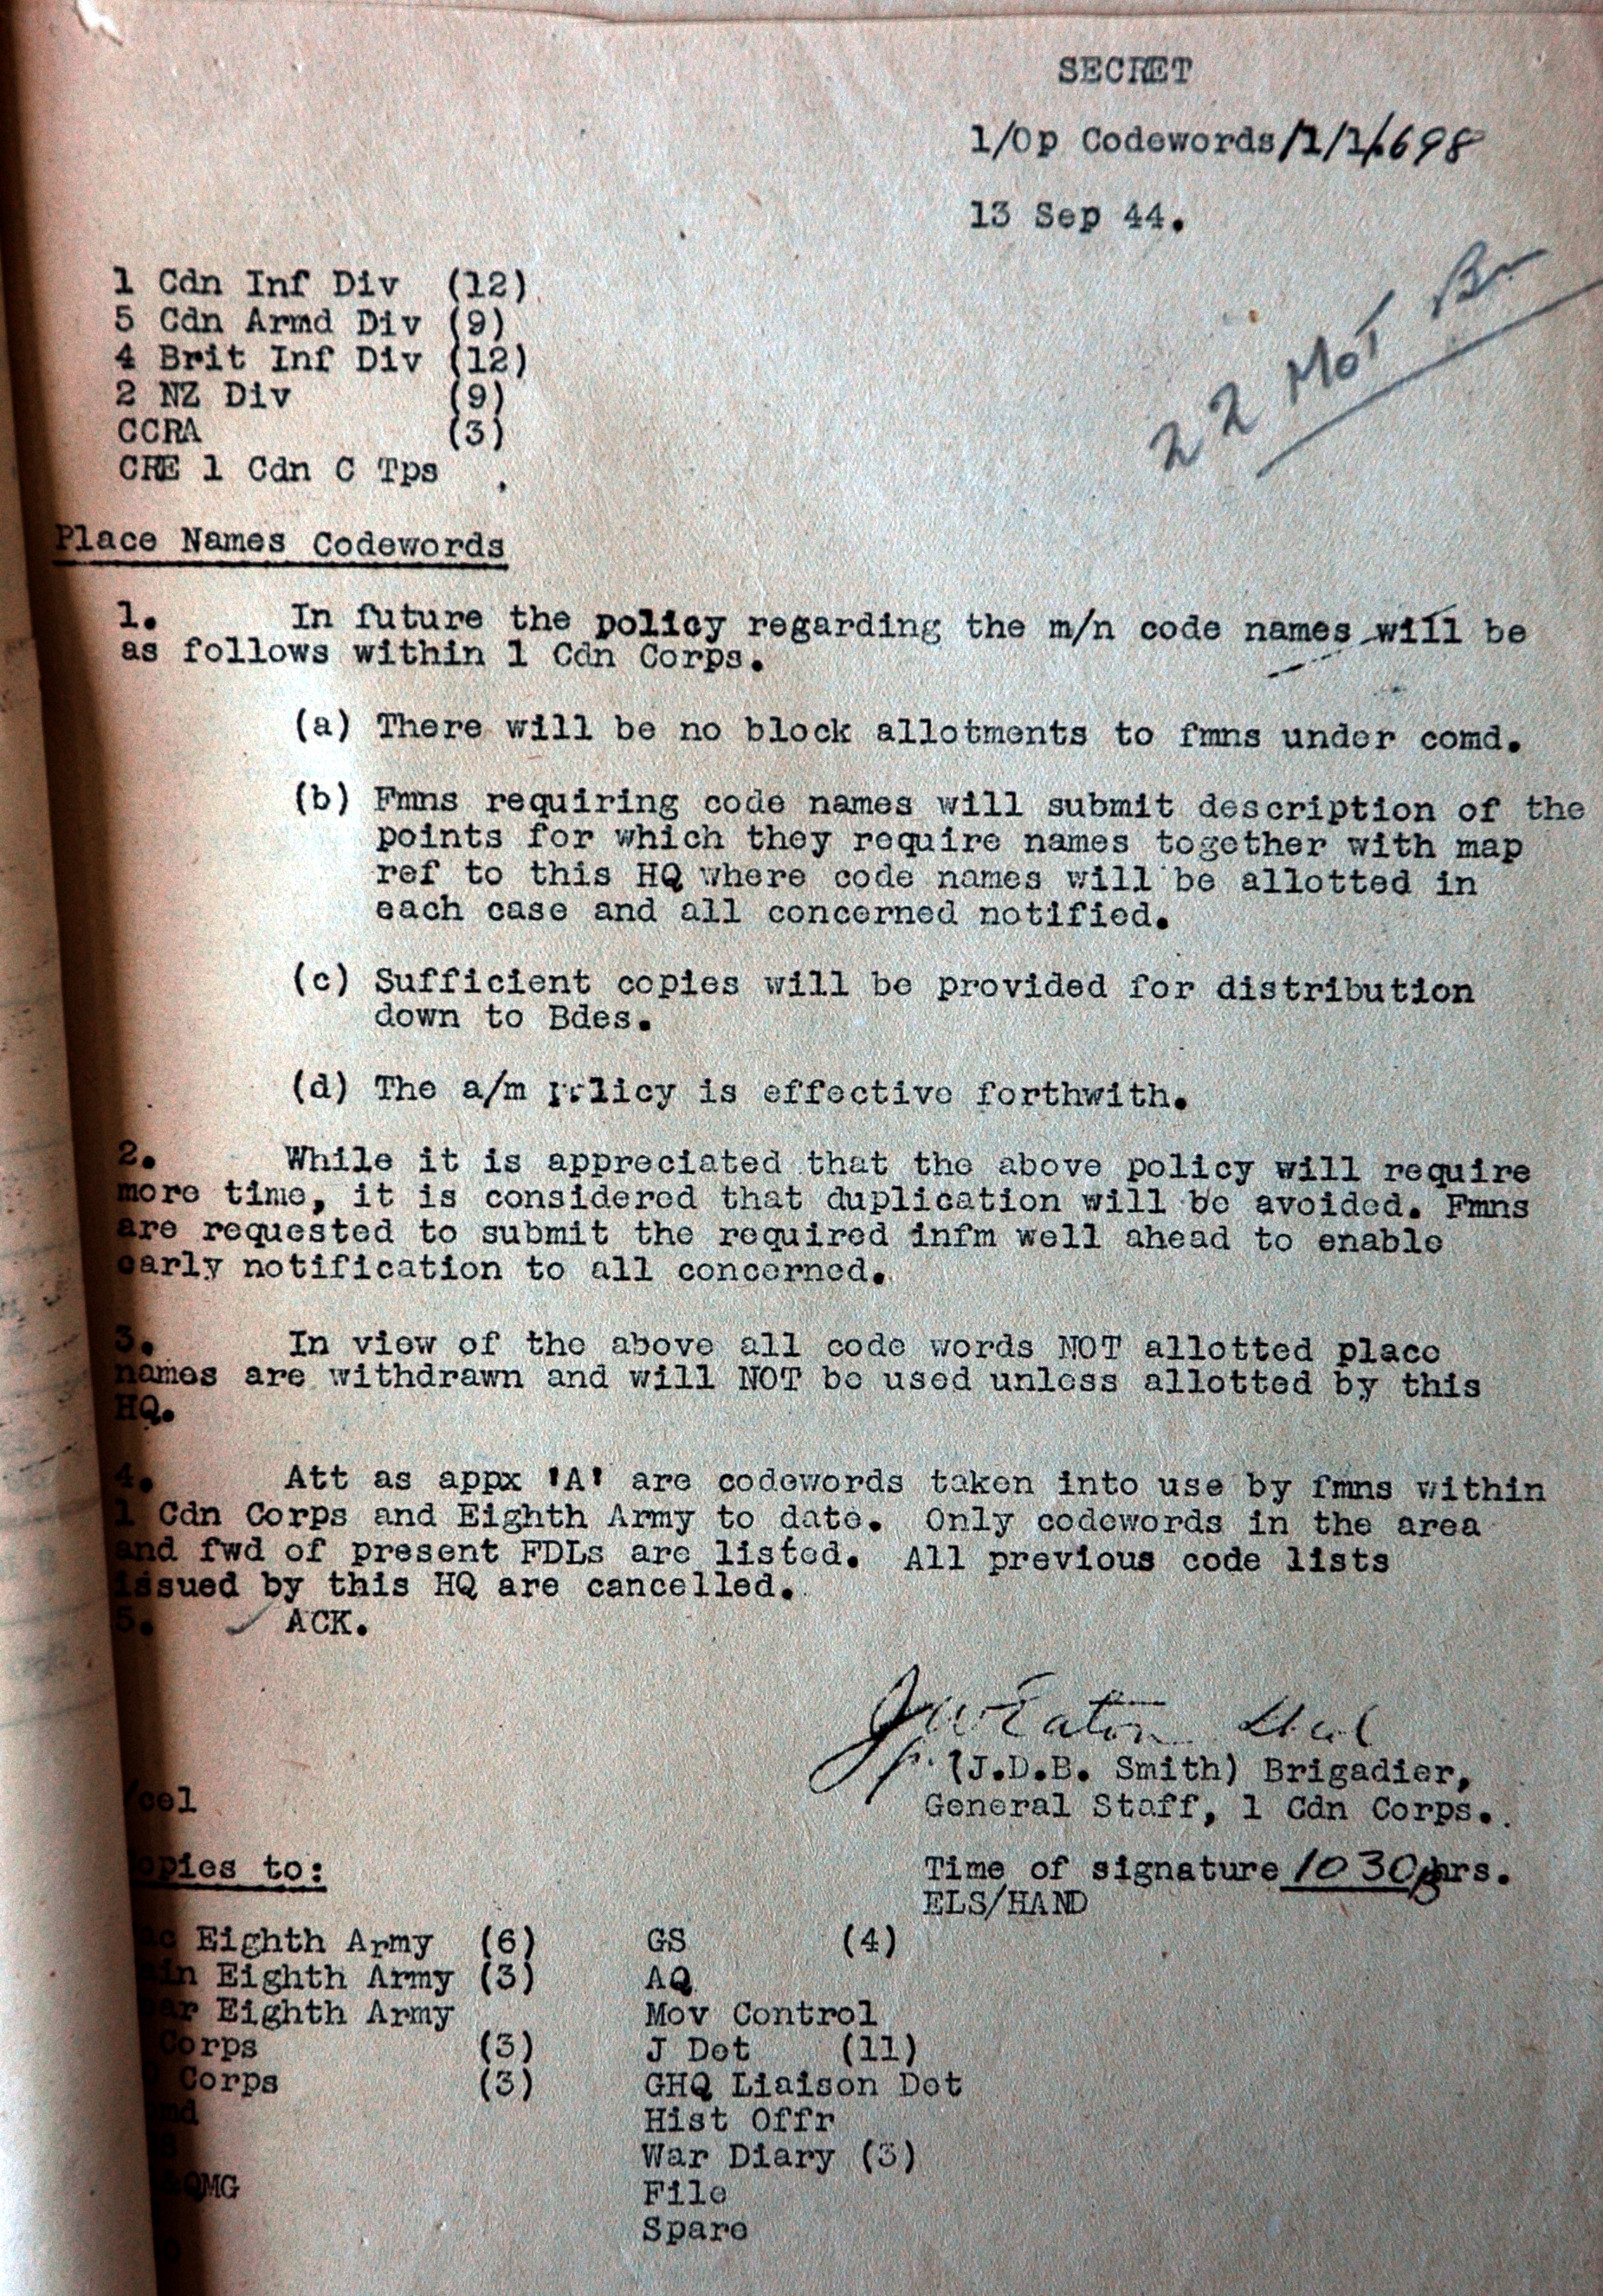 SECRET
1/Op Codewords/1/1/698
13 Sep 44.
22 Mot Br
1 Cdn Inf Div (12)
5 Cdn Armd Div (9)
4 Brit Inf Div (12)
2 NZ Div (9)
CCRA (3)
CRE 1 Cdn C Tps
Place Names Codewords
1. In future the policy regarding the m/n code names will be
as follows within 1 Cdn Corps.
(a) There will be no block allotments to fmns under comd.
(b) Fmns requiring code names will submit description of the
points for which they require names together with map
ref to this HQ where code names will be allotted in
each case and all concerned notified.
(c) Sufficient copies will be provided for distribution
down to Bdes.
(d) The a/m policy is effective forthwith.
2. While it is appreciated that the above policy will require
more time, it is considered that duplication will be avoided. Fmns
are requested to submit the required infm well ahead to enable
early notification to all concerned.
3. In view of the above all code words NOT allotted place
names are withdrawn and will NOT be used unless allotted by this
HQ.
4. Att as appx 'A' are codewords taken into use by fmns within
1 Cdn Corps and Eighth Army to date. Only codewords in the area
and fwd of present FDLs are listed. All previous code lists
issued by this HQ are cancelled.
5. ACK.
(J.D.B. Smith) Brigadier,
General Staff, 1 Cdn Corps.
/cel
opies to:
Time of signature 1030 hrs.
ELS/HAND
Eighth Army (6) GS (4)
in Eighth Army (3) AQ
ar Eighth Army Mov Control
Corps (3) J Det (11)
Corps (3) GHQ Liaison Det
Hist Offr
War Diary (3)
QMG File
Spare